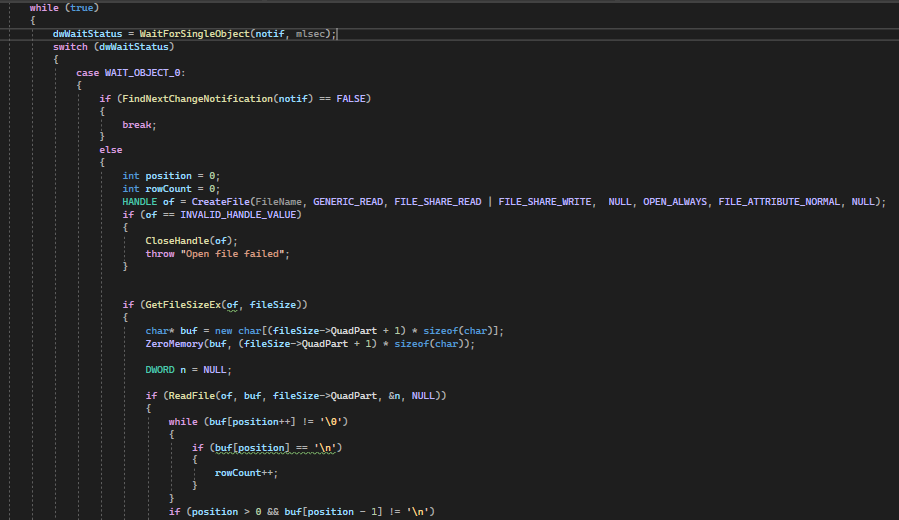 while (true)
{
dwWaitStatus = WaitForSingleObject(notif, mlsec);
switch (dwWaitStatus)
{
case WAIT_OBJECT_0:
{
if (FindNextChangeNotification(notif) == FALSE)
{
break;
}
else
{
int position = 0;
int rowCount = 0;
HANDLE of = CreateFile(FileName, GENERIC_READ, FILE_SHARE_READ | FILE_SHARE_WRITE,  NULL, OPEN_ALWAYS, FILE_ATTRIBUTE_NORMAL, NULL);
if (of == INVALID_HANDLE_VALUE)
{
CloseHandle(of);
throw "Open file failed";
}
if (GetFileSizeEx(of, fileSize))
{
char* buf = new char[(fileSize->QuadPart + 1) * sizeof(char)];
ZeroMemory(buf, (fileSize->QuadPart + 1) * sizeof(char));
DWORD n = NULL;
if (ReadFile(of, buf, fileSize->QuadPart, &n, NULL))
{
while (buf[position++] != '\0')
{
if (buf[position] == '\n')
{
rowCount++;
}
}
if (position > 0 && buf[position - 1] != '\n')